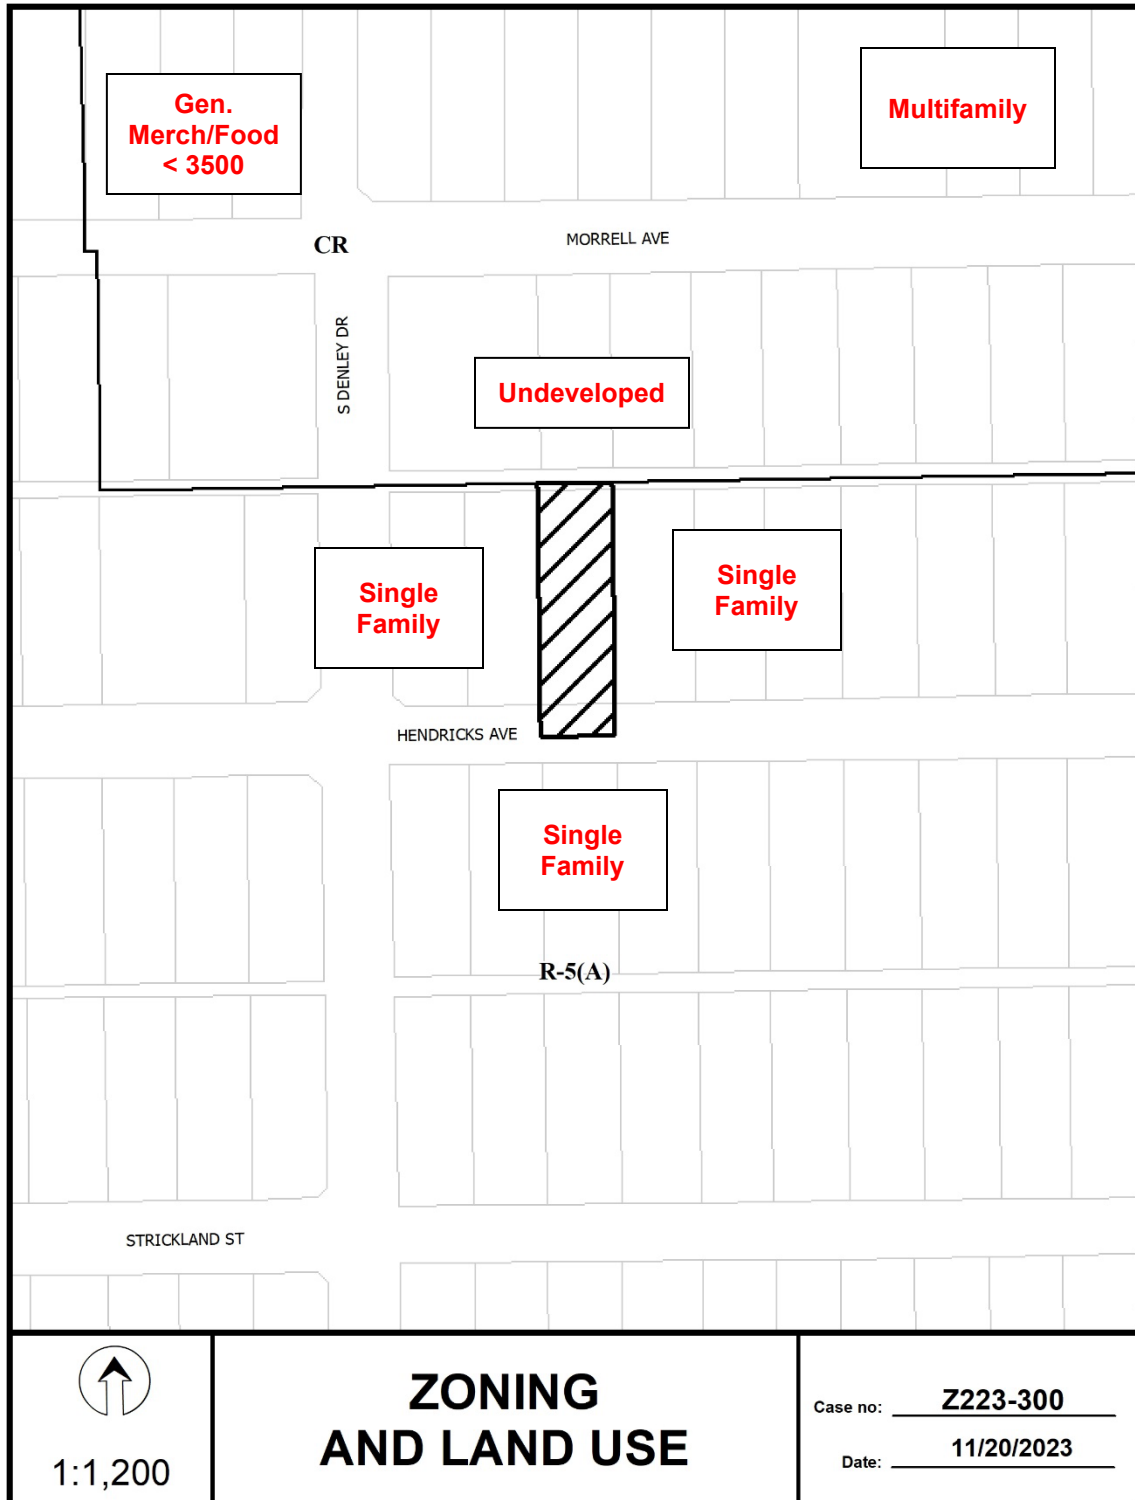 Gen.
Merch/Food
< 3500
Multifamily
CR
MORRELL AVE
S DENLEY DR
Undeveloped
Single
Family
Single
Family
HENDRICKS AVE
Single
Family
R-5(A)
STRICKLAND ST
1:1,200
ZONING
AND LAND USE
Case no: Z223-300
Date: 11/20/2023